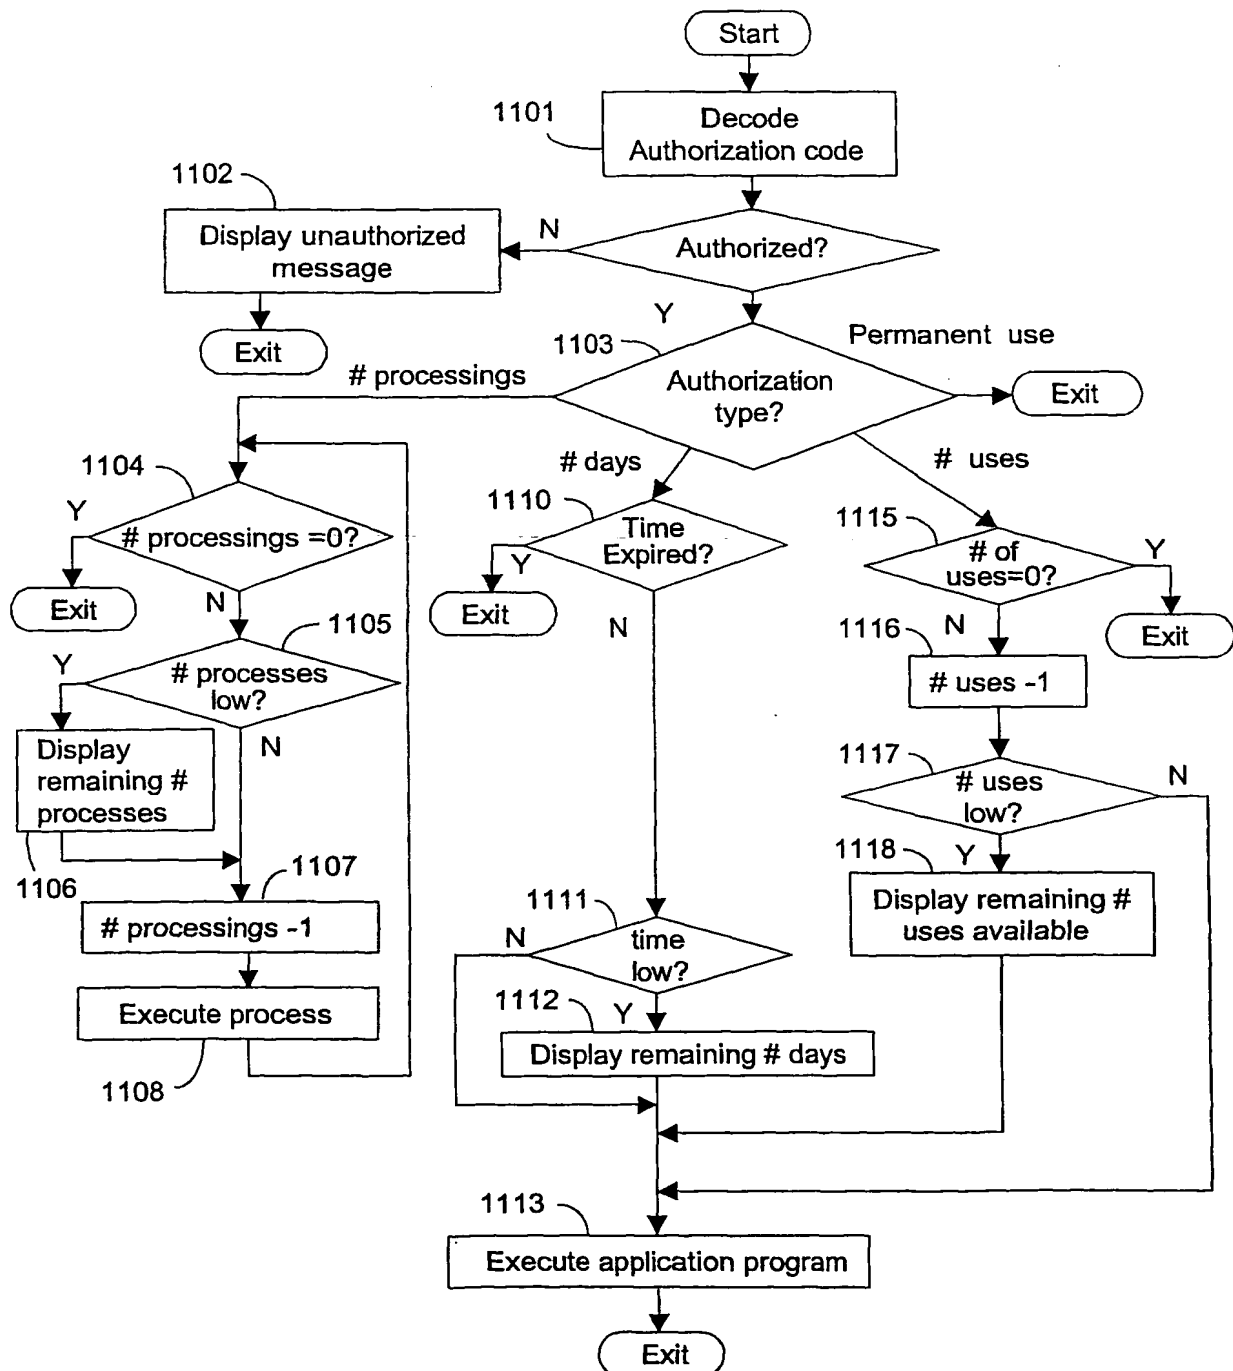 Start
1101
Decode
Authorization code
1102
Display unauthorized
message
N
Authorized?
Y
Exit
1103
Permanent use
# processings
Authorization
type?
Exit
# days
# uses
1104
Y
# processings =0?
1110
Time
Expired?
Y
1115
# of
uses=0?
Y
Exit
N
Exit
N
N
Exit
1105
1116
Y
# processes
low?
# uses -1
N
Display
remaining #
processes
1117
# uses
low?
N
1106
1107
Y
1118
# processings -1
Display remaining #
uses available
1111
N
time
low?
Execute process
1112
Y
1108
Display remaining # days
1113
Execute application program
Exit